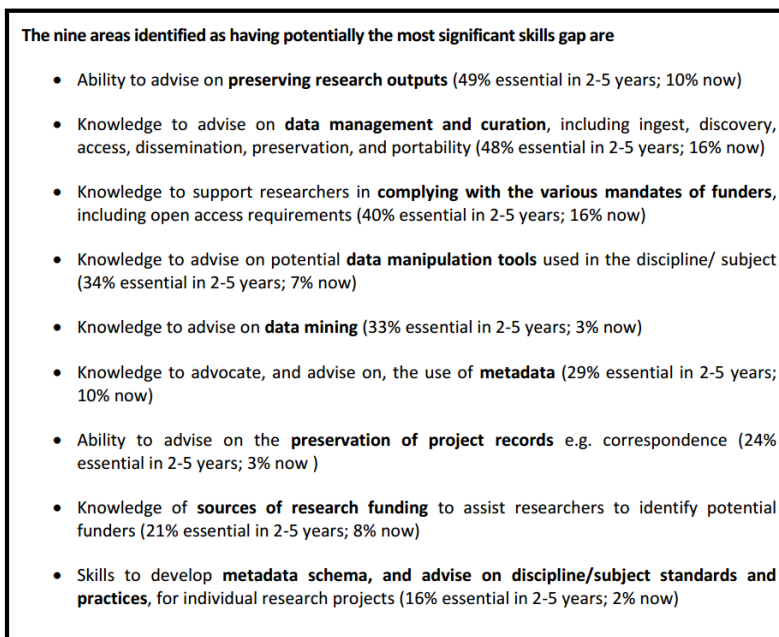 The nine areas identified as having potentially the most significant skills gap are
• Ability to advise on preserving research outputs (49% essential in 2-5 years; 10% now)
• Knowledge to advise on data management and curation, including ingest, discovery,
access, dissemination, preservation, and portability (48% essential in 2-5 years; 16% now)
• Knowledge to support researchers in complying with the various mandates of funders,
including open access requirements (40% essential in 2-5 years; 16% now)
• Knowledge to advise on potential data manipulation tools used in the discipline/ subject
(34% essential in 2-5 years; 7% now)
• Knowledge to advise on data mining (33% essential in 2-5 years; 3% now)
• Knowledge to advocate, and advise on, the use of metadata (29% essential in 2-5 years;
10% now)
• Ability to advise on the preservation of project records e.g. correspondence (24%
essential in 2-5 years; 3% now )
• Knowledge of sources of research funding to assist researchers to identify potential
funders (21% essential in 2-5 years; 8% now)
• Skills to develop metadata schema, and advise on discipline/subject standards and
practices, for individual research projects (16% essential in 2-5 years; 2% now)